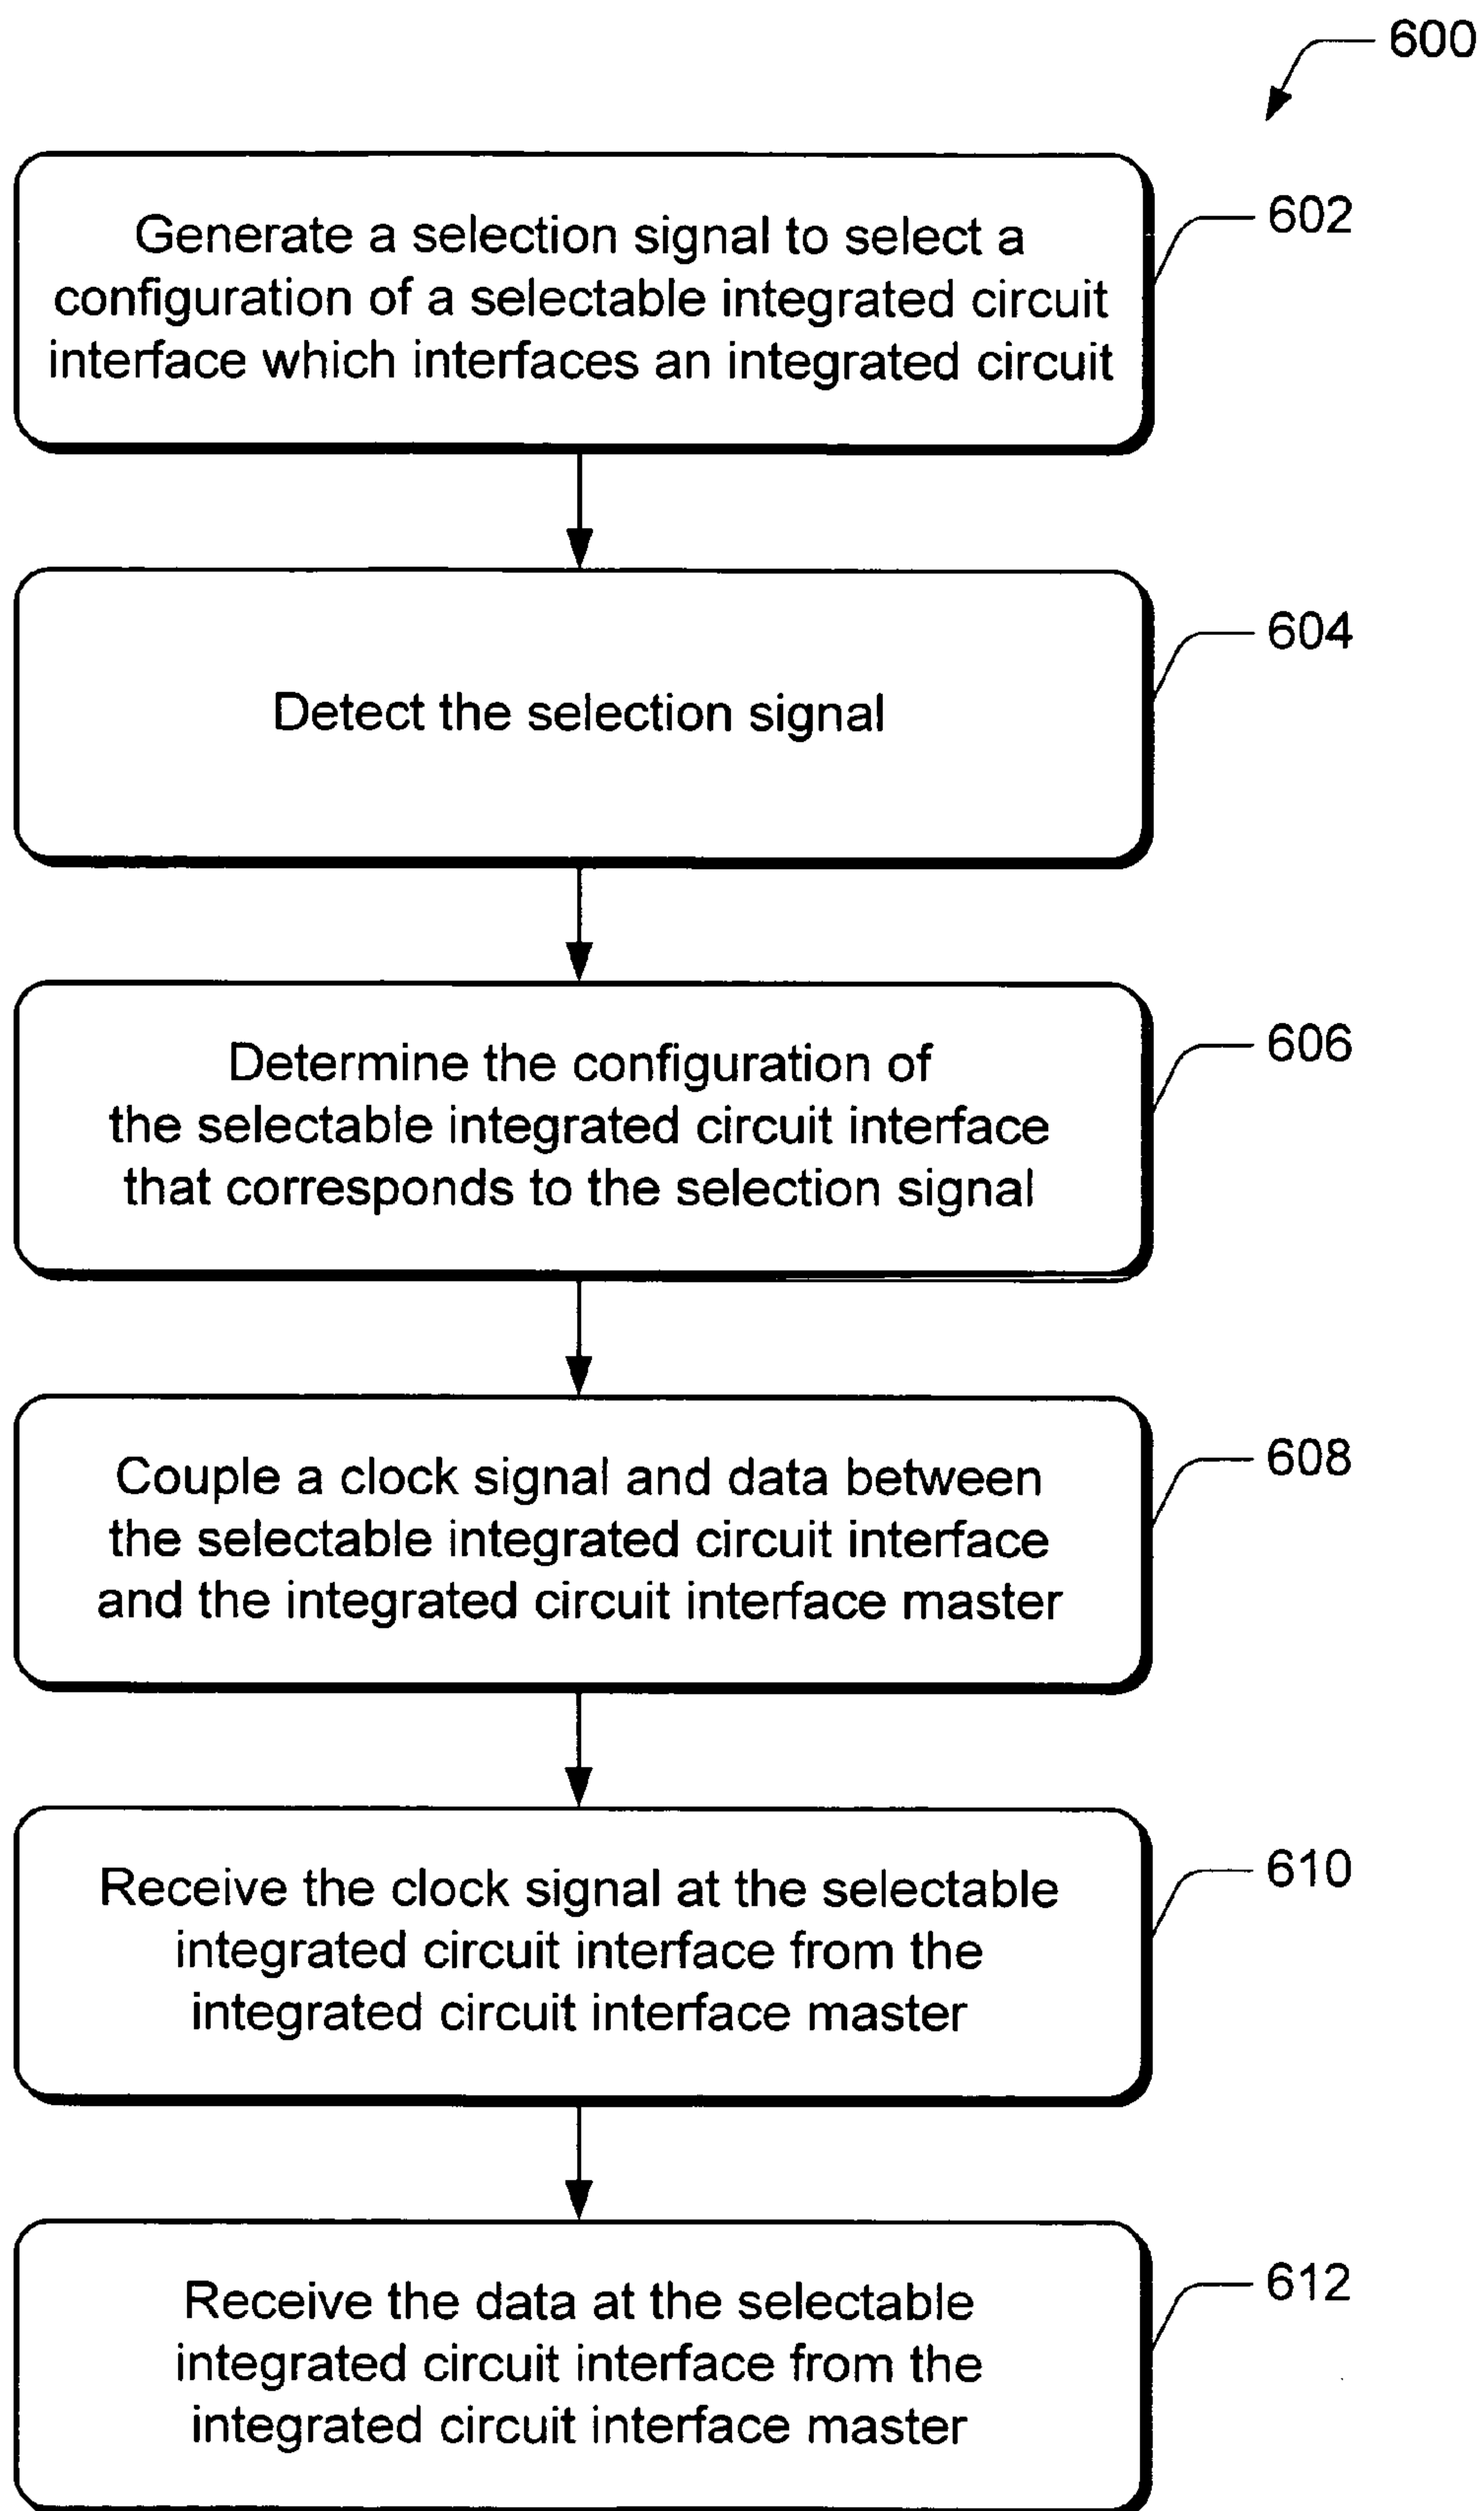 600
602
Generate a selection signal to select a
configuration of a selectable integrated circuit
interface which interfaces an integrated circuit
604
Detect the selection signal
606
Determine the configuration of
the selectable integrated circuit interface
that corresponds to the selection signal
608
Couple a clock signal and data between
the selectable integrated circuit interface
and the integrated circuit interface master
610
Receive the clock signal at the selectable
integrated circuit interface from the
integrated circuit interface master
612
Receive the data at the selectable
integrated circuit interface from the
integrated circuit interface master